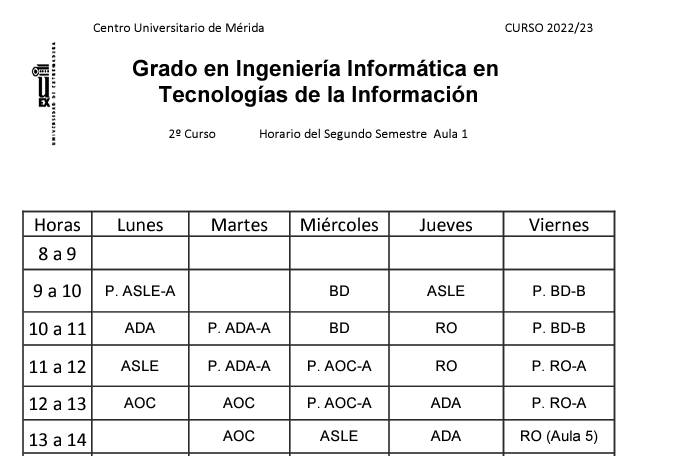 Centro Universitario de Mérida CURSO 2022/23
UEX
UNIVERSIDAD DE EXTREMADURA
Grado en Ingeniería Informática en
Tecnologías de la Información
2º Curso Horario del Segundo Semestre Aula 1
Horas Lunes Martes Miércoles Jueves Viernes
8 a 9
9 a 10 P. ASLE-A BD ASLE P. BD-B
10 a 11 ADA P. ADA-A BD RO P. BD-B
11 a 12 ASLE P. ADA-A P. AOC-A RO P. RO-A
12 a 13 AOC AOC P. AOC-A ADA P. RO-A
13 a 14 AOC ASLE ADA RO (Aula 5)